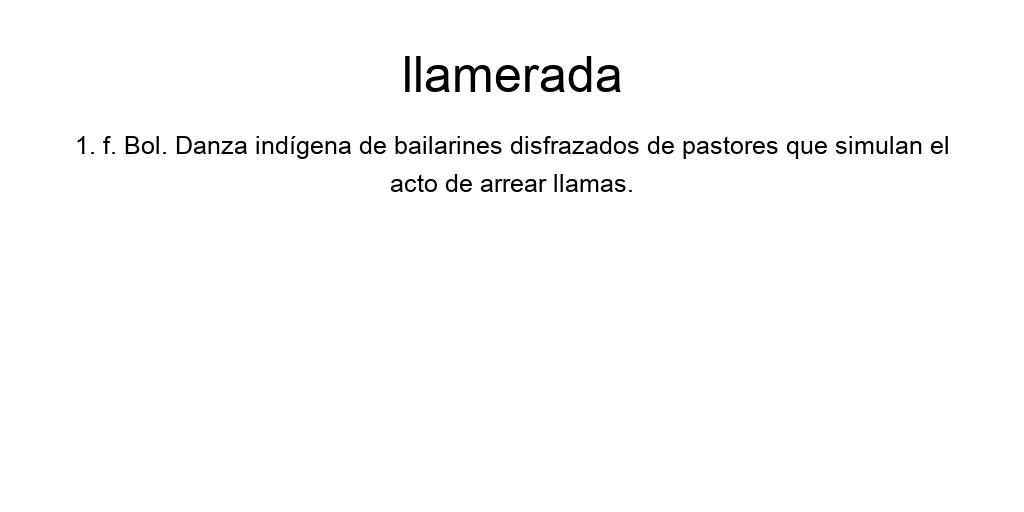 llamerada
1. f. Bol. Danza indígena de bailarines disfrazados de pastores que simulan el
acto de arrear llamas.